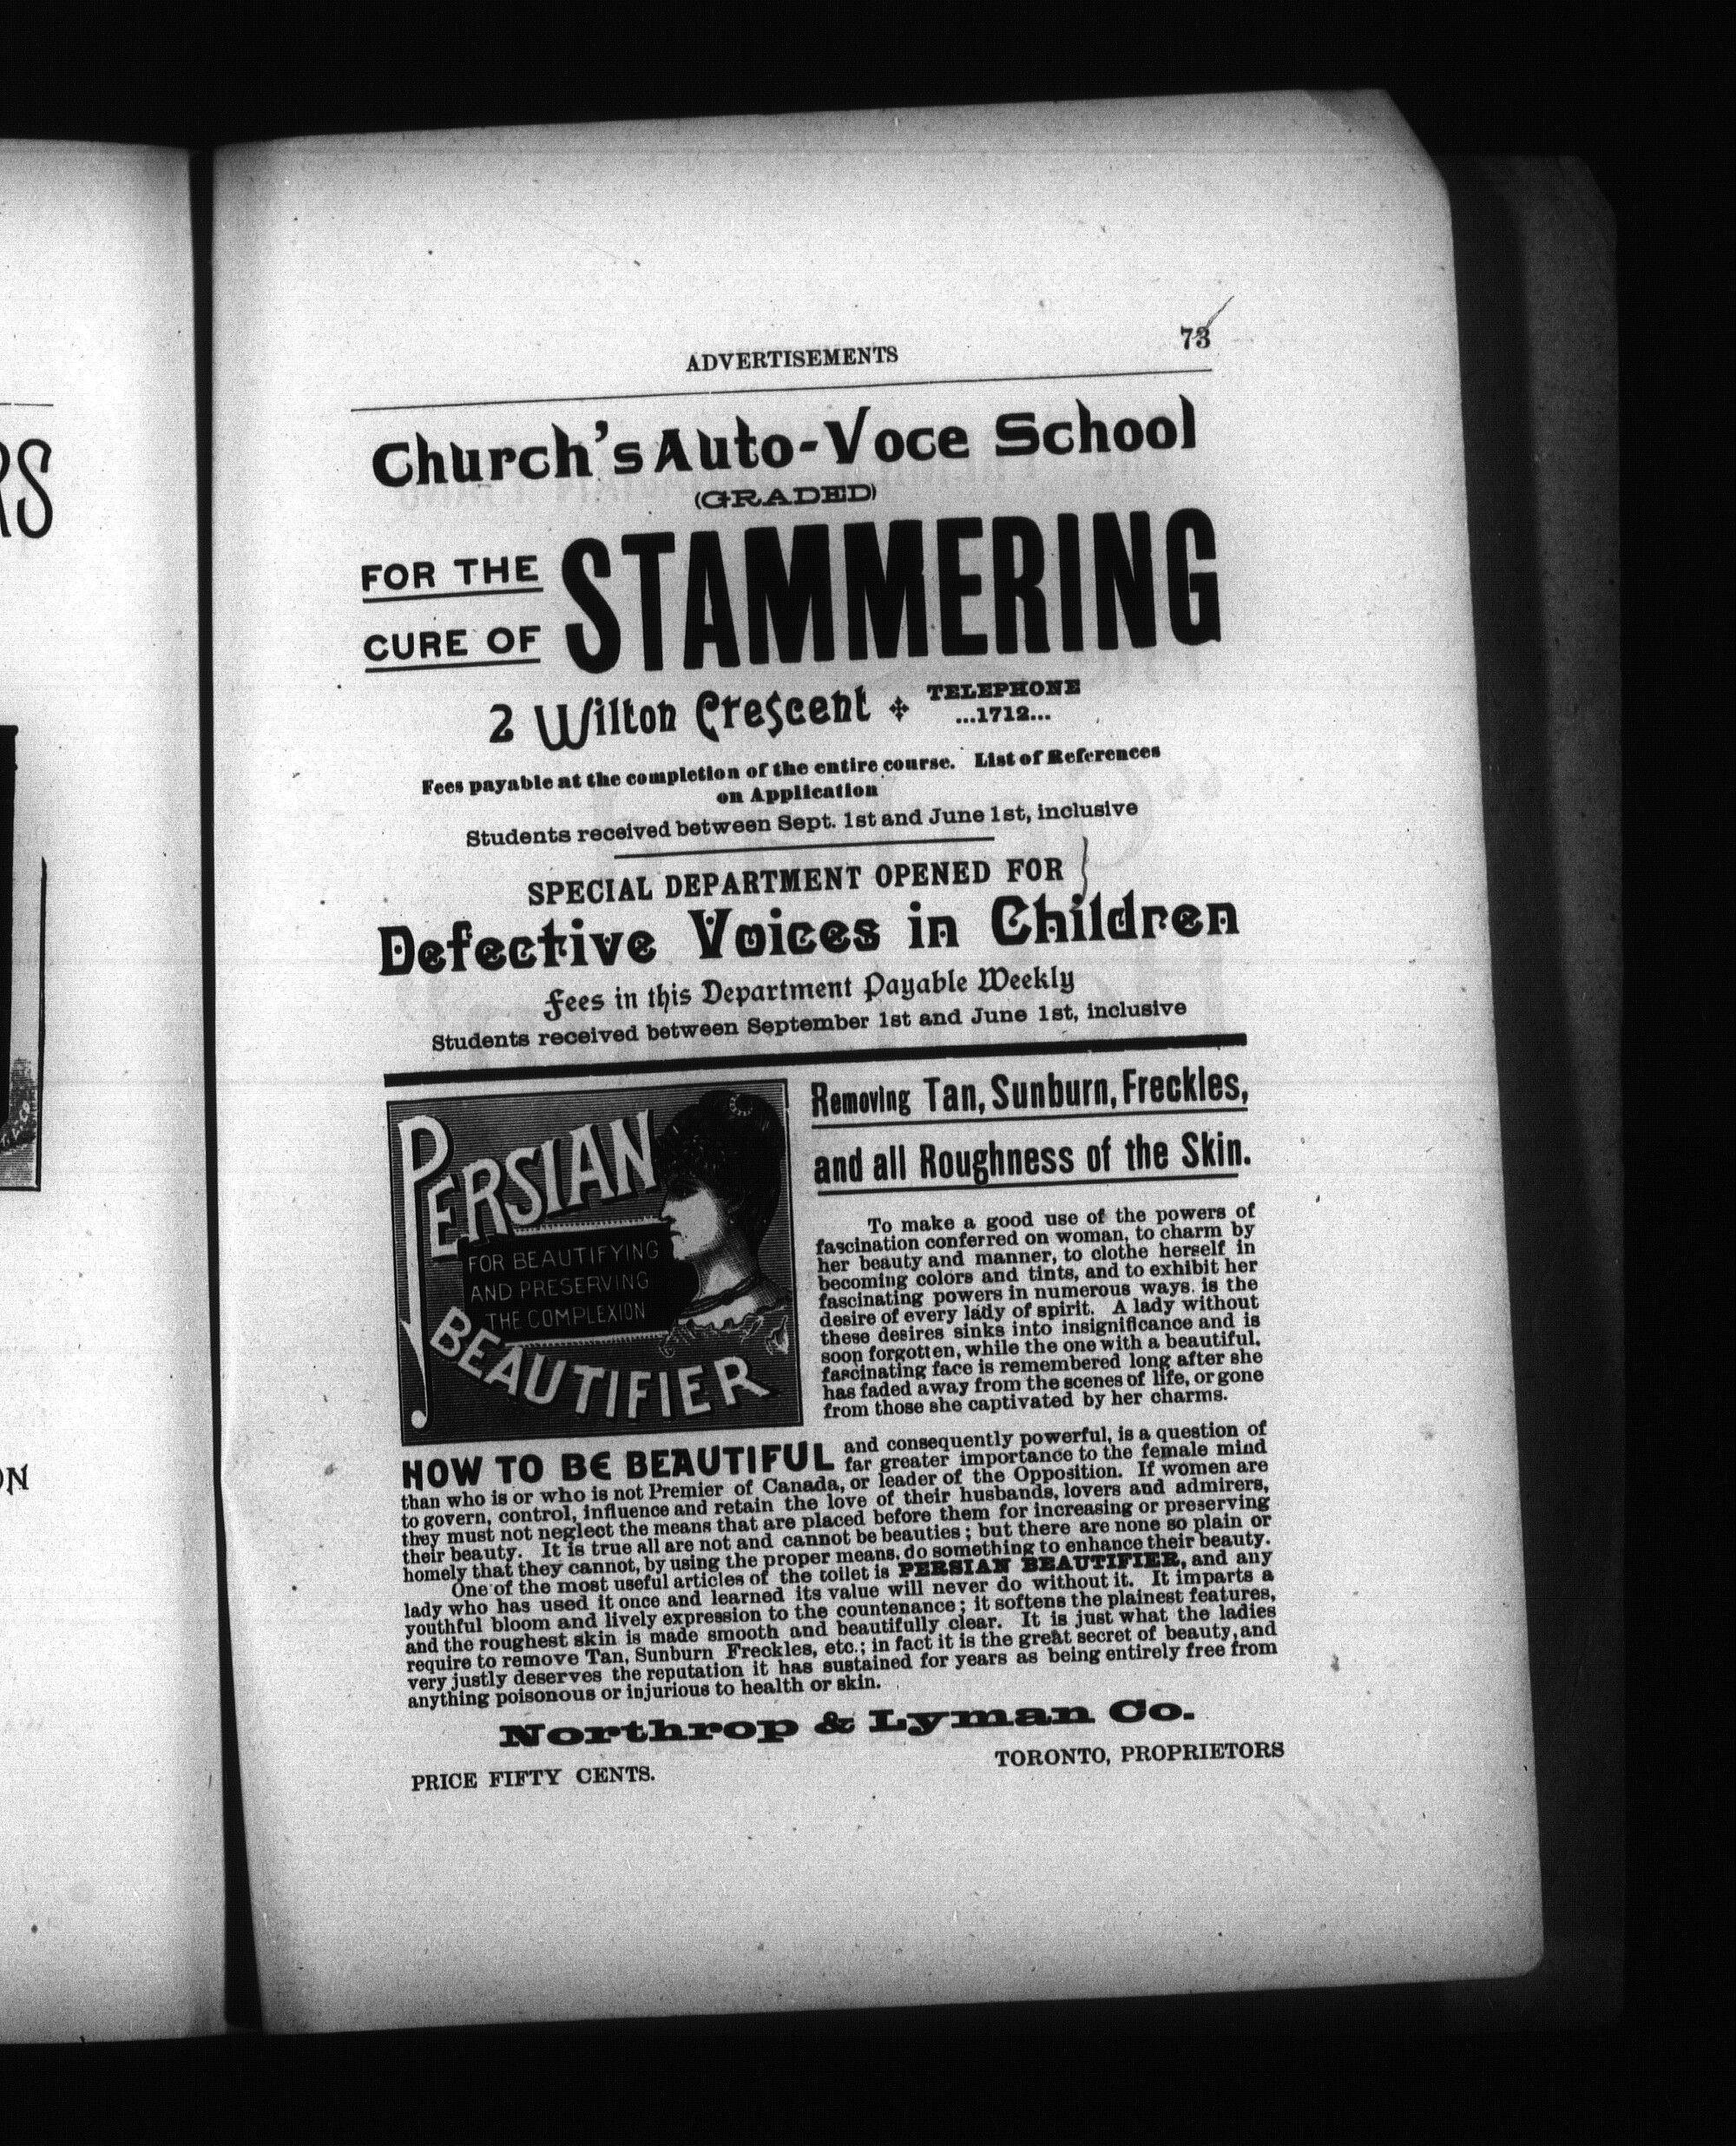 ADVERTISEMENTS
73
Church's Auto-Voce School
(GRADED)
FOR THE
CURE OF
STAMMERING
2 Wilton Crescent
TELEPHONE
...1712...
Fees payable at the completion of the entire course. List of References
on Application
Students received between Sept. 1st and June 1st, inclusive
SPECIAL DEPARTMENT OPENED FOR
Defective Voices in Children
Fees in this Department Payable Weekly
Students received between September 1st and June 1st, inclusive
PERSIAN
FOR BEAUTIFYING
AND PRESERVING
THE COMPLEXION
BEAUTIFIER
Removing Tan, Sunburn, Freckles,
and all Roughness of the Skin.
To make a good use of the powers of
fascination conferred on woman, to charm by
her beauty and manner, to clothe herself in
becoming colors and tints, and to exhibit her
fascinating powers in numerous ways, is the
desire of every lady of spirit. A lady without
these desires sinks into insignificance and is
soon forgotten, while the one with a beautiful,
fascinating face is remembered long after she
has faded away from the scenes of life, or gone
from those she captivated by her charms.
HOW TO BE BEAUTIFUL and consequently powerful, is a question of
far greater importance to the female mind
than who is or who is not Premier of Canada, or leader of the Opposition. If women are
to govern, control, influence and retain the love of their husbands, lovers and admirers,
they must not neglect the means that are placed before them for increasing or preserving
their beauty. It is true all are not and cannot be beauties; but there are none so plain or
homely that they cannot, by using the proper means, do something to enhance their beauty.
One of the most useful articles of the toilet is PERSIAN BEAUTIFIER, and any
lady who has used it once and learned its value will never do without it. It imparts a
youthful bloom and lively expression to the countenance; it softens the plainest features,
and the roughest skin is made smooth and beautifully clear. It is just what the ladies
require to remove Tan, Sunburn Freckles, etc.; in fact it is the great secret of beauty, and
very justly deserves the reputation it has sustained for years as being entirely free from
anything poisonous or injurious to health or skin.
Northrop & Lyman Co.
TORONTO, PROPRIETORS
PRICE FIFTY CENTS.